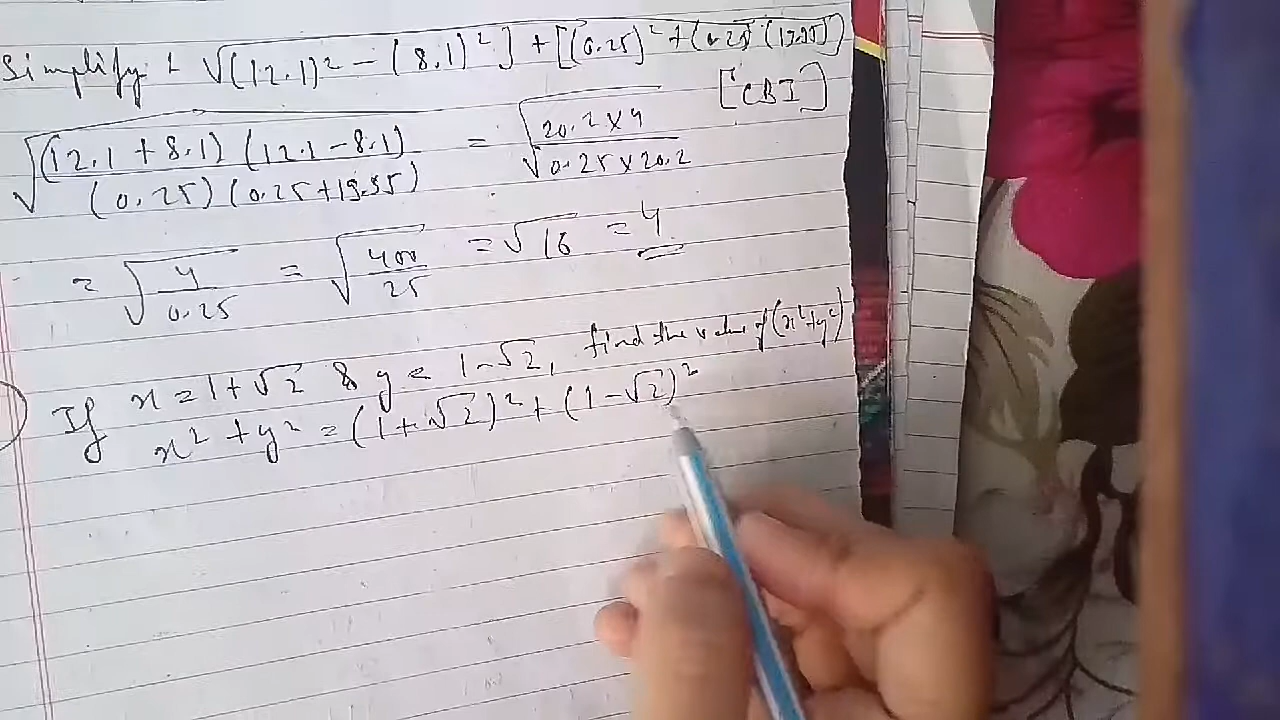 Simplify :- √(12.1)² - (8.1)²] + [(0.25)² + (0.25) (19.95)]
[CBI]
√(12.1 + 8.1) (12.1 - 8.1) / (0.25) (0.25 + 19.95) = √20.2 × 4 / √0.25 × 20.2
= √4 / 0.25 = √400 / 25 = √16 = 4
If x = 1 + √2 & y = 1 - √2, find the value of (x² + y²)
x² + y² = (1 + √2)² + (1 - √2)²